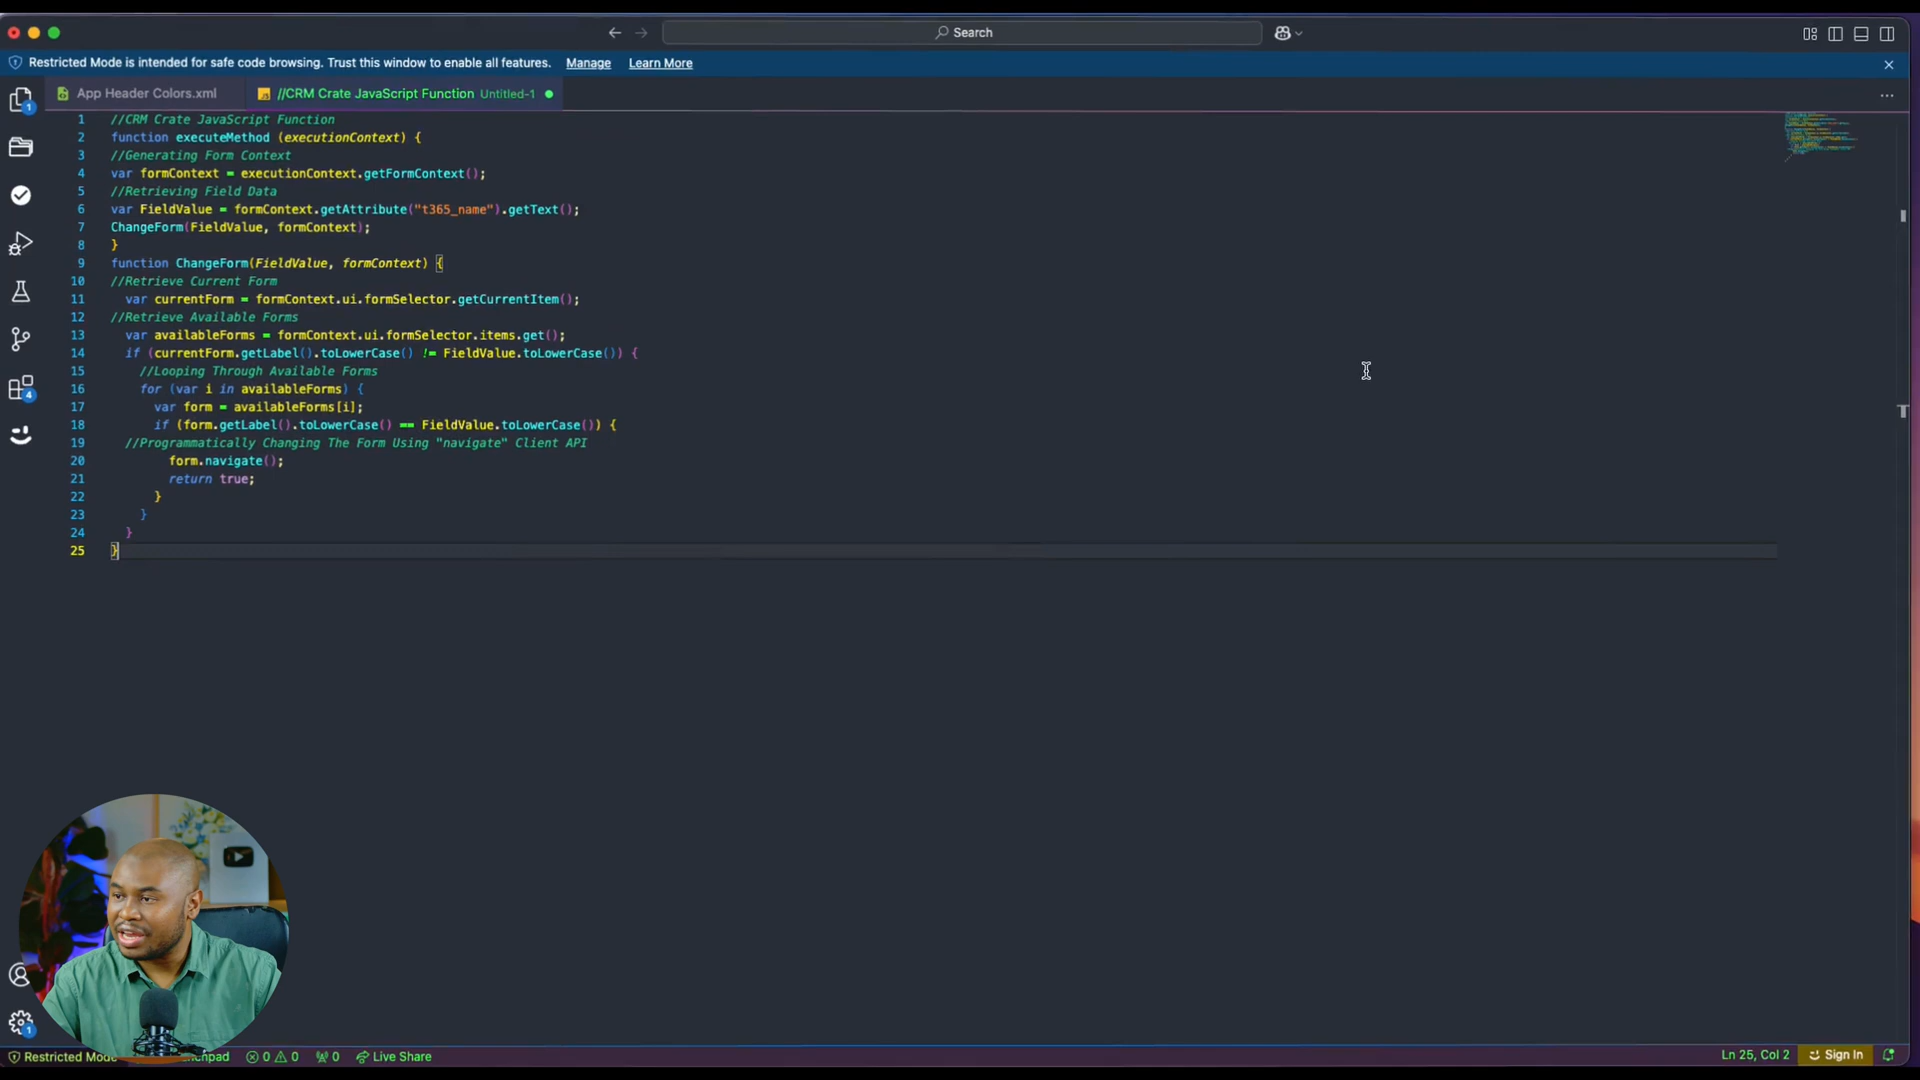 Search
Restricted Mode is intended for safe code browsing. Trust this window to enable all features. Manage Learn More
App Header Colors.xml //CRM Crate JavaScript Function Untitled-1
1 //CRM Crate JavaScript Function
2 function executeMethod (executionContext) {
3 //Generating Form Context
4 var formContext = executionContext.getFormContext();
5 //Retrieving Field Data
6 var FieldValue = formContext.getAttribute("t365_name").getText();
7 ChangeForm(FieldValue, formContext);
8 }
9 function ChangeForm(FieldValue, formContext) {
10 //Retrieve Current Form
11 var currentForm = formContext.ui.formSelector.getCurrentItem();
12 //Retrieve Available Forms
13 var availableForms = formContext.ui.formSelector.items.get();
14 if (currentForm.getLabel().toLowerCase() != FieldValue.toLowerCase()) {
15 //Looping Through Available Forms
16 for (var i in availableForms) {
17 var form = availableForms[i];
18 if (form.getLabel().toLowerCase() == FieldValue.toLowerCase()) {
19 //Programmatically Changing The Form Using "navigate" Client API
20 form.navigate();
21 return true;
22 }
23 }
24 }
25 }
1
4
1
Restricted Mode 0 0 0 Live Share Ln 25, Col 2 Sign In